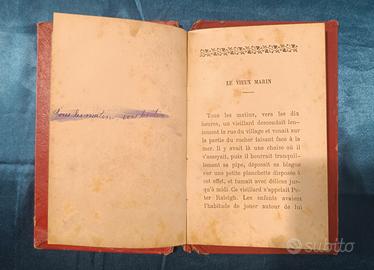 Tous les matins, vers
LE VIEUX MARIN
Tous les matins, vers les dix
heures, un vieillard descendait len-
tement la rue du village et venait sur
la partie du rocher faisant face à la
mer. Il y avait là une chaise où il
s'asseyait, puis il bourrait tranquil-
lement sa pipe, déposait sa blague
sur une petite planchette disposée à
cet effet, et fumait avec délices jus-
qu'à midi. Ce vieillard s'appelait Pe-
ter Raleigh. Les enfants avaient
l'habitude de jouer autour de lui
subito